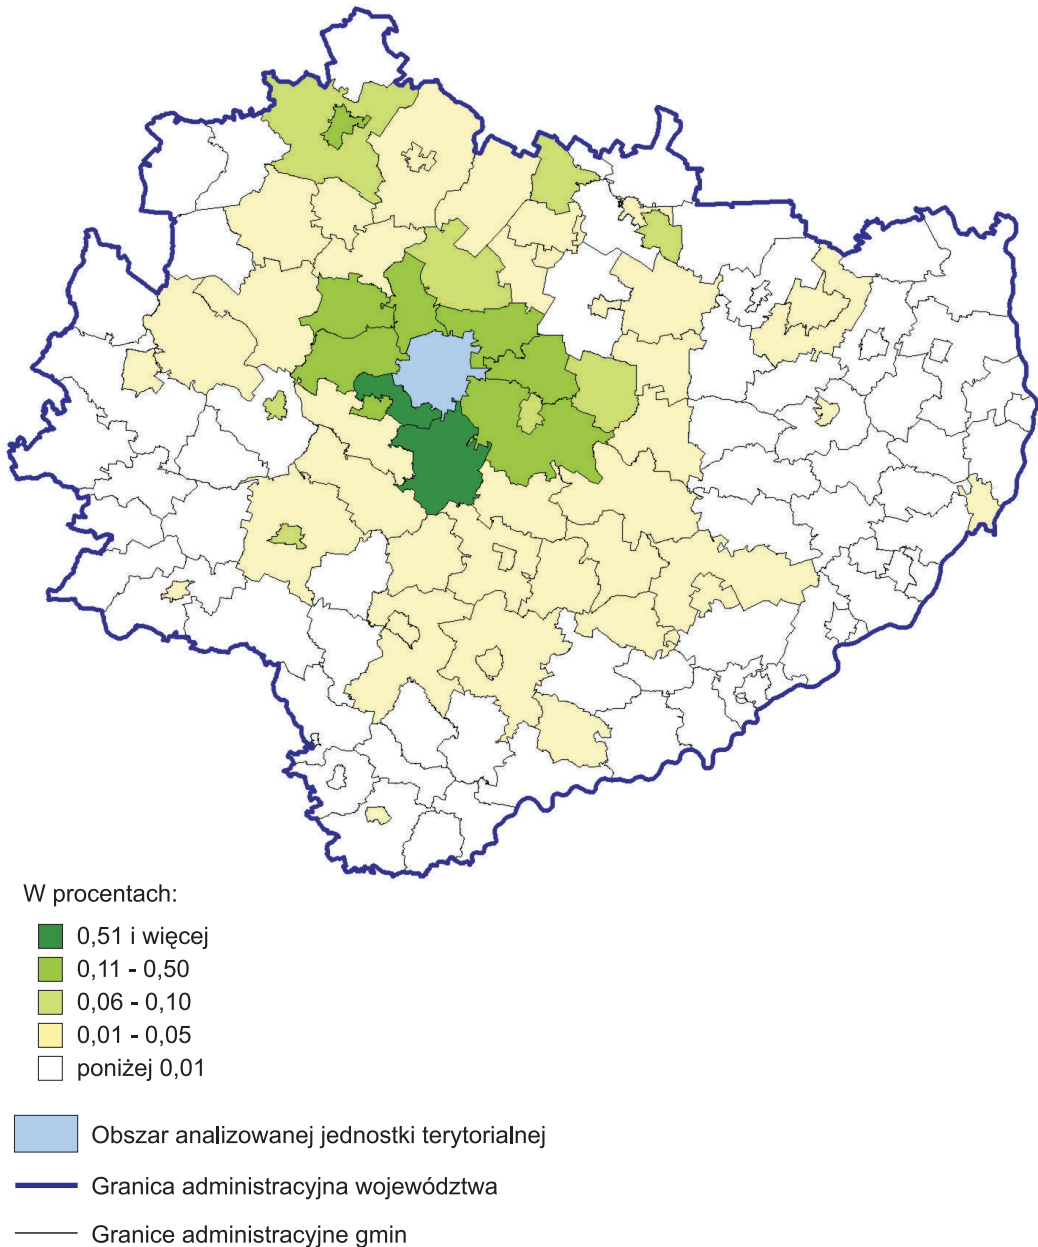 W procentach:
0,51 i więcej
0,11 - 0,50
0,06 - 0,10
0,01 - 0,05
poniżej 0,01
Obszar analizowanej jednostki terytorialnej
Granica administracyjna województwa
Granice administracyjne gmin